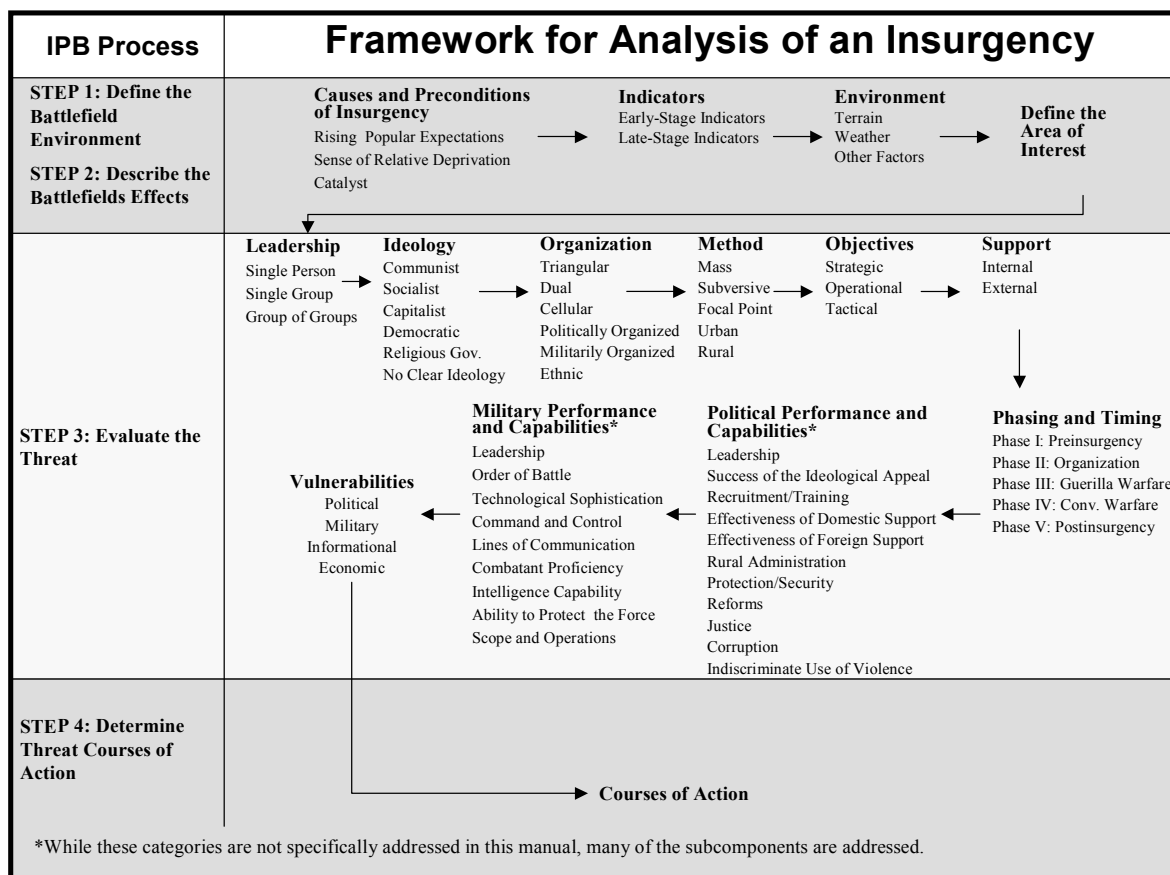 IPB Process
Framework for Analysis of an Insurgency
STEP 1: Define the
Battlefield
Environment
STEP 2: Describe the
Battlefields Effects
Causes and Preconditions
of Insurgency
Rising Popular Expectations
Sense of Relative Deprivation
Catalyst
Indicators
Early-Stage Indicators
Late-Stage Indicators
Environment
Terrain
Weather
Other Factors
Define the
Area of
Interest
STEP 3: Evaluate the
Threat
Leadership
Single Person
Single Group
Group of Groups
Ideology
Communist
Socialist
Capitalist
Democratic
Religious Gov.
No Clear Ideology
Organization
Triangular
Dual
Cellular
Politically Organized
Militarily Organized
Ethnic
Method
Mass
Subversive
Focal Point
Urban
Rural
Objectives
Strategic
Operational
Tactical
Support
Internal
External
Phasing and Timing
Phase I: Preinsurgency
Phase II: Organization
Phase III: Guerilla Warfare
Phase IV: Conv. Warfare
Phase V: Postinsurgency
Political Performance and
Capabilities*
Leadership
Success of the Ideological Appeal
Recruitment/Training
Effectiveness of Domestic Support
Effectiveness of Foreign Support
Rural Administration
Protection/Security
Reforms
Justice
Corruption
Indiscriminate Use of Violence
Military Performance
and Capabilities*
Leadership
Order of Battle
Technological Sophistication
Command and Control
Lines of Communication
Combatant Proficiency
Intelligence Capability
Ability to Protect the Force
Scope and Operations
Vulnerabilities
Political
Military
Informational
Economic
STEP 4: Determine
Threat Courses of
Action
Courses of Action
*While these categories are not specifically addressed in this manual, many of the subcomponents are addressed.